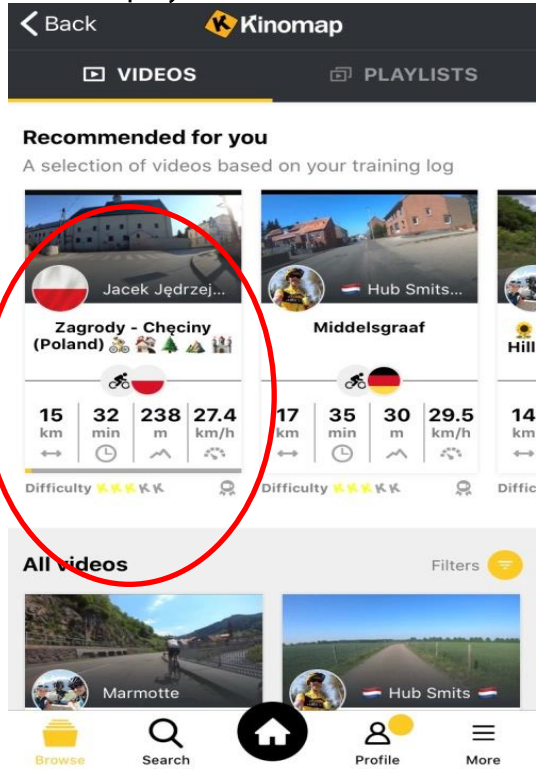 Back
Kinomap
VIDEOS
PLAYLISTS
Recommended for you
A selection of videos based on your training log
Jacek Jędrzej...
Hub Smits...
Zagrody - Chęciny
(Poland)
Middelsgraaf
Hill
15 32 238 27.4
km min m km/h
17 35 30 29.5
km min m km/h
14
km
Difficulty
Difficulty
Diffic
All videos
Filters
Marmotte
Hub Smits
Browse
Search
Profile
More